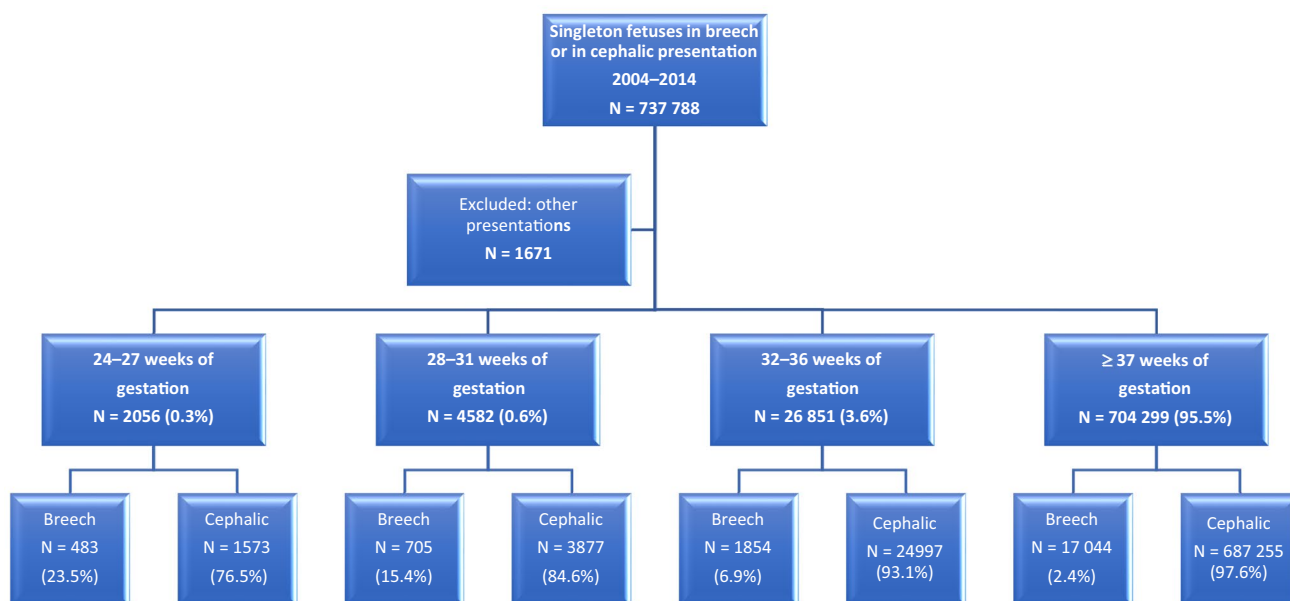 Singleton fetuses in breech
or in cephalic presentation
2004–2014
N = 737 788
Excluded: other
presentations
N = 1671
24–27 weeks of
gestation
N = 2056 (0.3%)
28–31 weeks of
gestation
N = 4582 (0.6%)
32–36 weeks of
gestation
N = 26 851 (3.6%)
≥ 37 weeks of
gestation
N = 704 299 (95.5%)
Breech
N = 483
(23.5%)
Cephalic
N = 1573
(76.5%)
Breech
N = 705
(15.4%)
Cephalic
N = 3877
(84.6%)
Breech
N = 1854
(6.9%)
Cephalic
N = 24997
(93.1%)
Breech
N = 17 044
(2.4%)
Cephalic
N = 687 255
(97.6%)